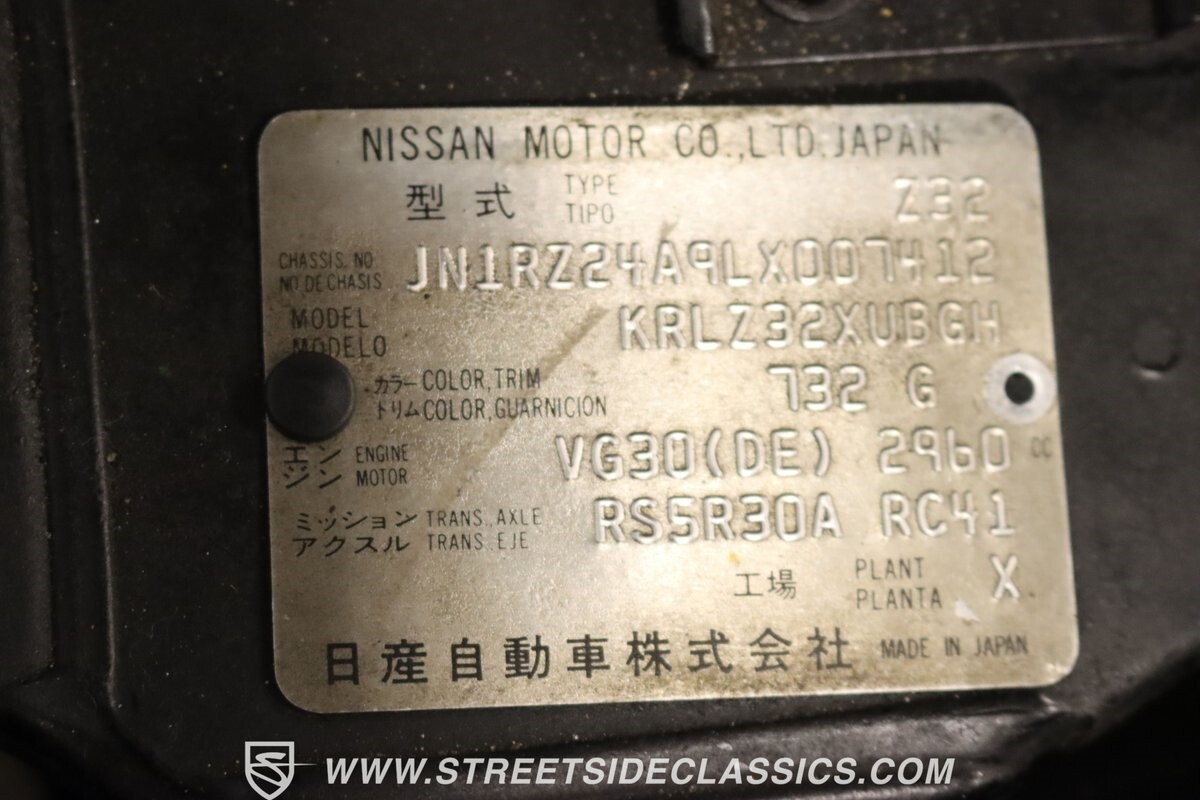 NISSAN MOTOR CO.,LTD.JAPAN
型式 TYPE TIPO Z32
CHASSIS. NO
NO DE CHASIS JN1RZ24A9LX007412
MODEL
MODELO KRLZ32XUBGH
カラー COLOR,TRIM
トリム COLOR,GUARNICION 732 G
エン ENGINE
ジン MOTOR VG30(DE) 2960 CC
ミッション TRANS.,AXLE
アクスル TRANS.,EJE RS5R30A RC41
工場 PLANT
PLANTA X
日産自動車株式会社 MADE IN JAPAN
WWW.STREETSIDECLASSICS.COM